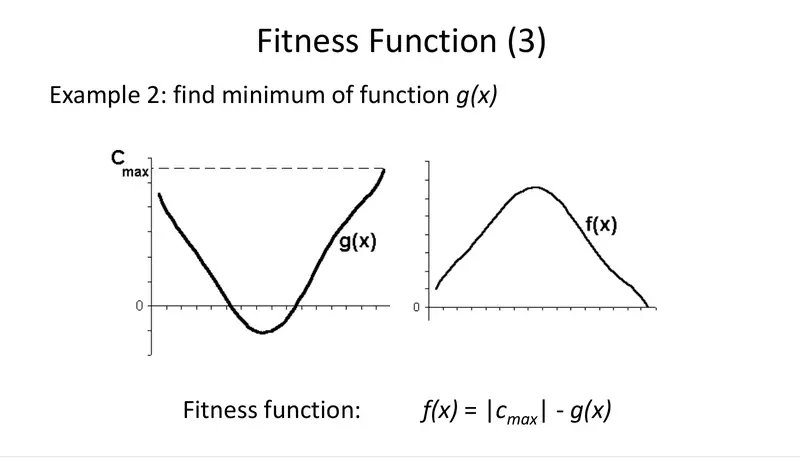 Fitness Function (3)
Example 2: find minimum of function g(x)
C
max
g(x)
0
f(x)
0
Fitness function: f(x) = |cmax| - g(x)